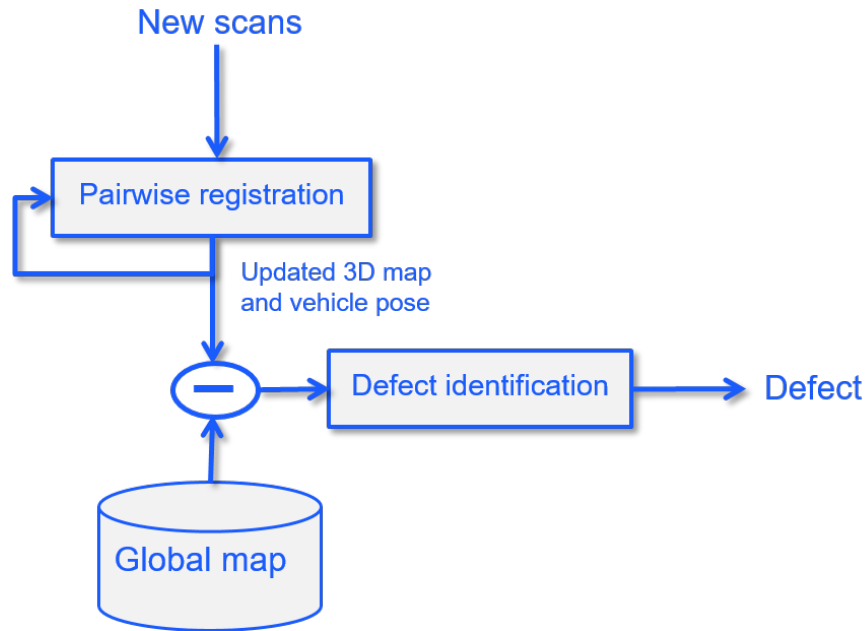 New scans
Pairwise registration
Updated 3D map
and vehicle pose
Defect identification
Defect
Global map